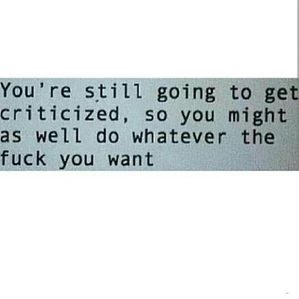 You're still going to get
criticized, so you might
as well do whatever the
fuck you want